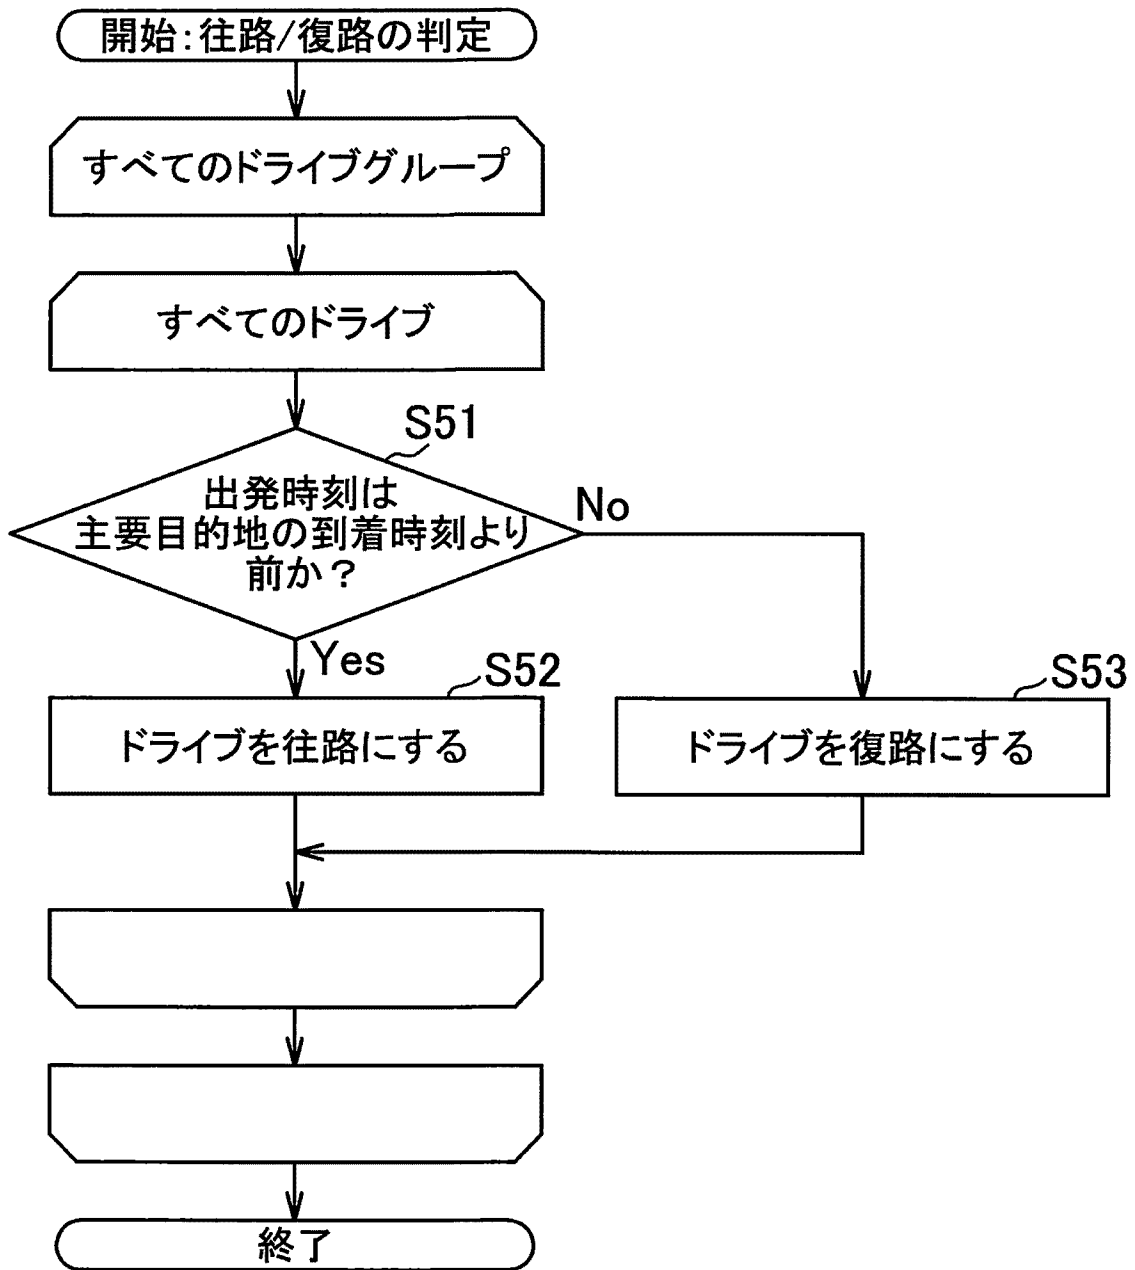 開始:往路/復路の判定
すべてのドライブグループ
すべてのドライブ
S51
出発時刻は
主要目的地の到着時刻より
前か？
No
Yes
S52
ドライブを往路にする
S53
ドライブを復路にする
終了